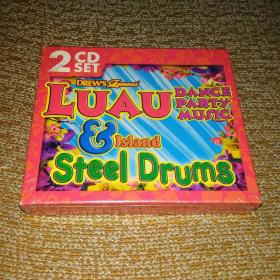 2 CD
SET
DREW'S Famous
LUAU DANCE
PARTY
MUSIC
& Island
Steel Drums